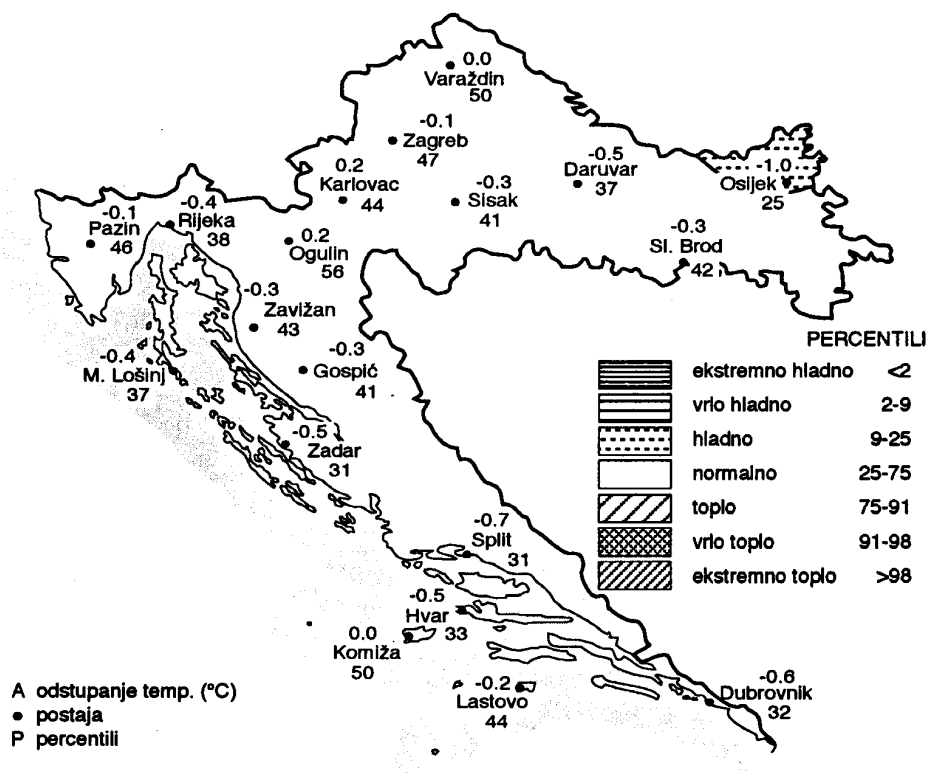 0.0
Varaždin
50
-0.1
Zagreb
47
0.2
Karlovac
44
-0.3
Sisak
41
-0.5
Daruvar
37
-1.0
Osijek
25
-0.3
Sl. Brod
42
-0.1
Pazin
46
-0.4
Rijeka
38
0.2
Ogulin
56
-0.3
Zavižan
43
-0.3
Gospić
41
-0.4
M. Lošinj
37
-0.5
Zadar
31
-0.7
Split
31
-0.5
Hvar
33
0.0
Komiža
50
-0.2
Lastovo
44
-0.6
Dubrovnik
32
PERCENTILI
ekstremno hladno <2
vrlo hladno 2-9
hladno 9-25
normalno 25-75
toplo 75-91
vrlo toplo 91-98
ekstremno toplo >98
A odstupanje temp. (°C)
● postaja
P percentili